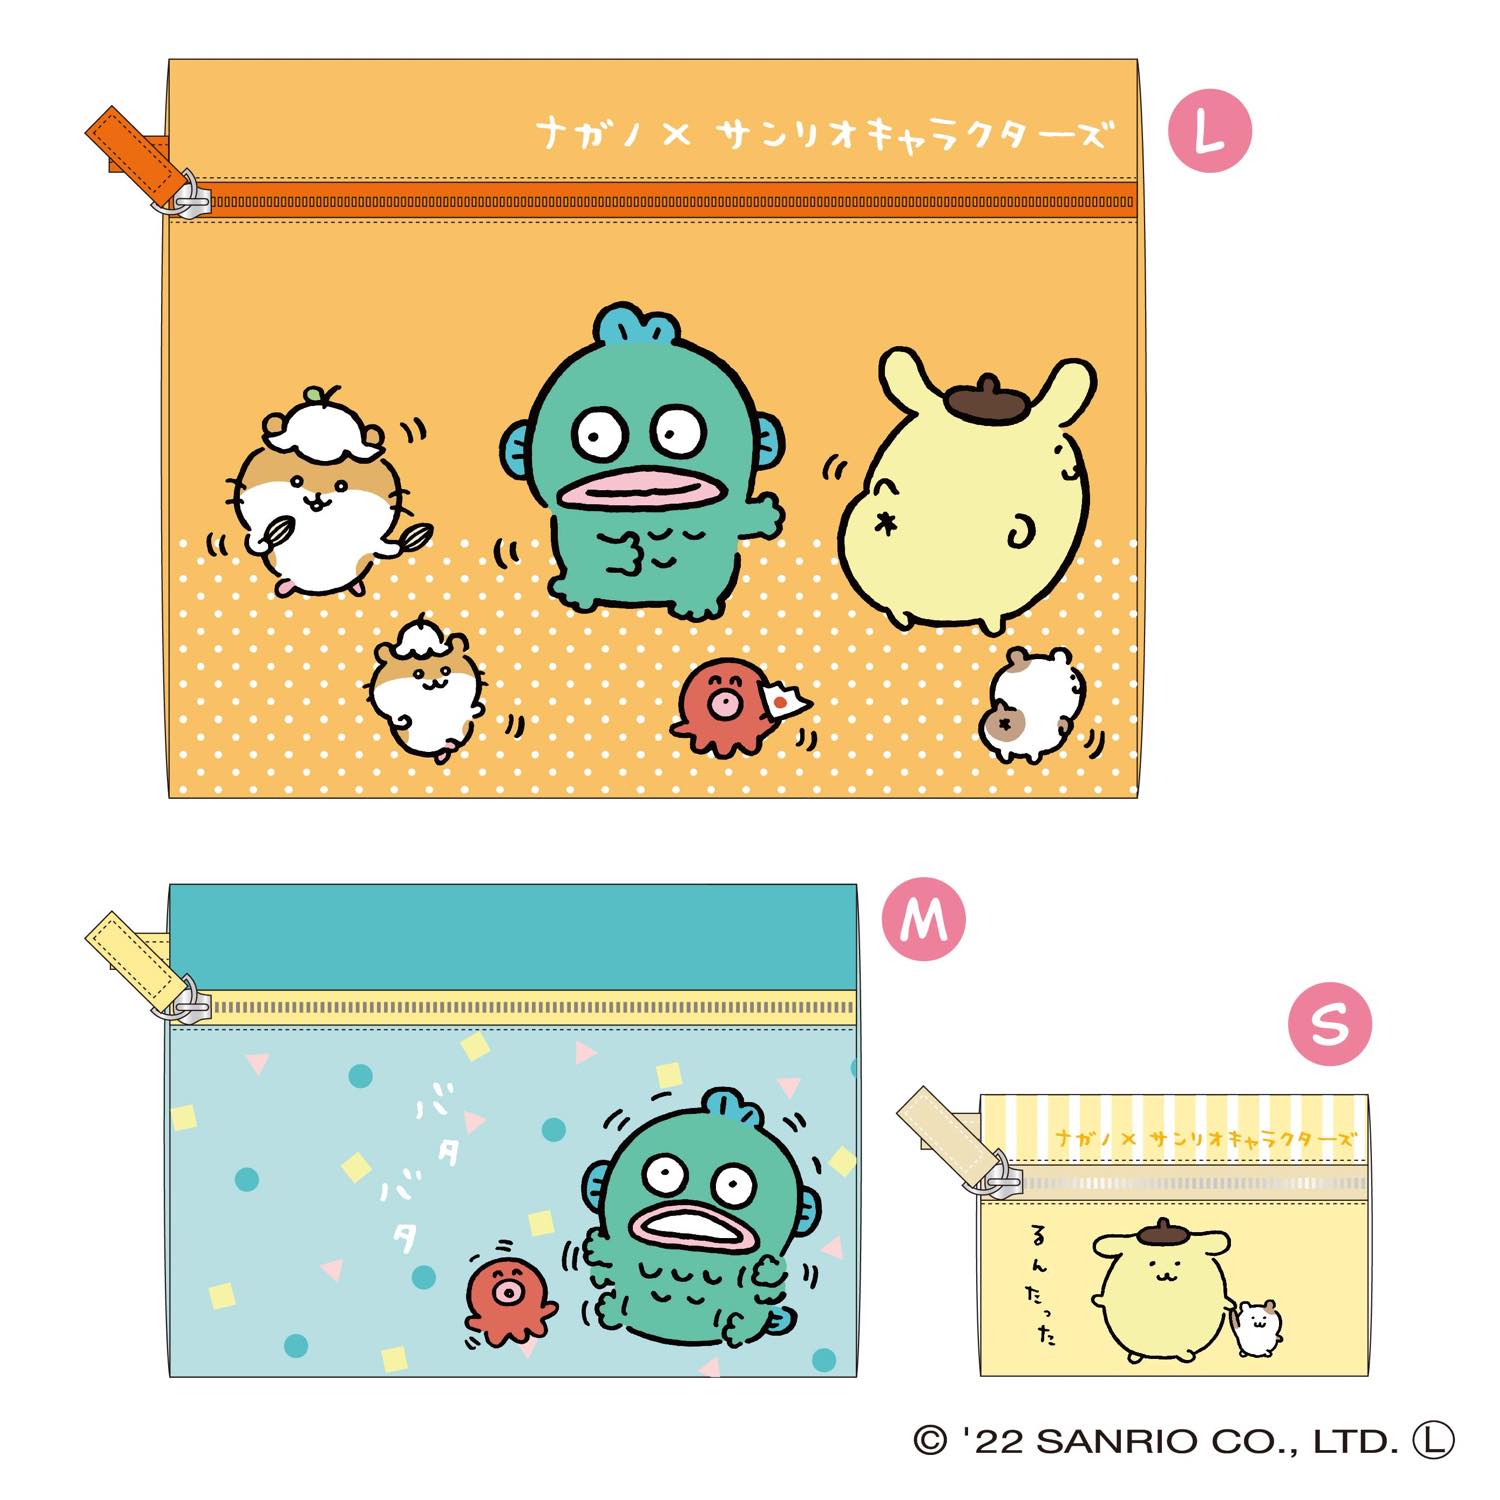 ナガノ × サンリオキャラクターズ
L
M
バタ
バタ
S
ナガノ × サンリオキャラクターズ
るんたった
© '22 SANRIO CO., LTD. Ⓛ